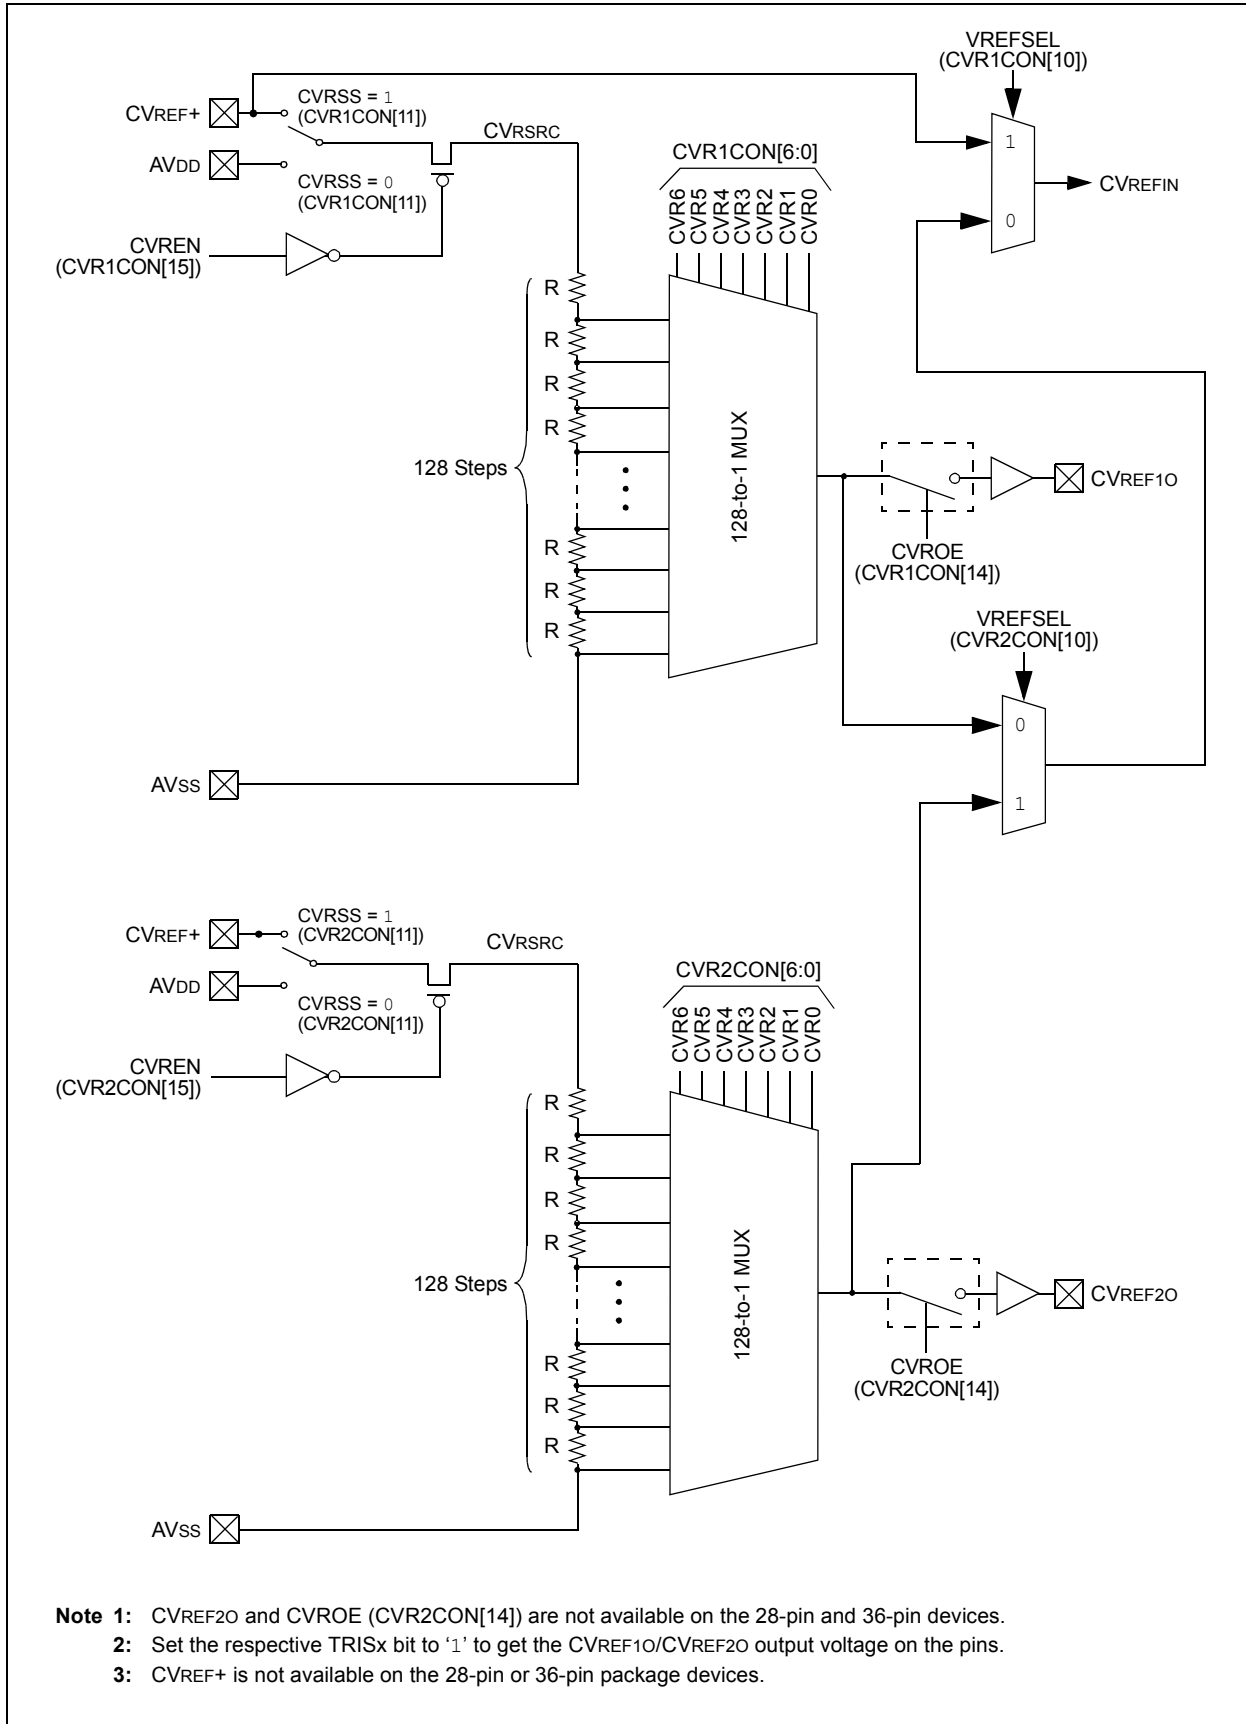 VREFSEL
(CVR1CON[10])
CVREF+
CVRSS = 1
(CVR1CON[11])
CVRSRC
AVDD
CVRSS = 0
(CVR1CON[11])
CVREN
(CVR1CON[15])
CVR1CON[6:0]
CVR6
CVR5
CVR4
CVR3
CVR2
CVR1
CVR0
1
0
CVREFIN
R
R
R
R
128 Steps
R
R
R
128-to-1 MUX
CVREF1O
CVROE
(CVR1CON[14])
VREFSEL
(CVR2CON[10])
0
1
AVSS
CVREF+
CVRSS = 1
(CVR2CON[11])
CVRSRC
AVDD
CVRSS = 0
(CVR2CON[11])
CVREN
(CVR2CON[15])
CVR2CON[6:0]
CVR6
CVR5
CVR4
CVR3
CVR2
CVR1
CVR0
R
R
R
R
128 Steps
R
R
R
128-to-1 MUX
CVREF2O
CVROE
(CVR2CON[14])
AVSS
Note 1: CVREF2O and CVROE (CVR2CON[14]) are not available on the 28-pin and 36-pin devices.
2: Set the respective TRISx bit to ‘1’ to get the CVREF1O/CVREF2O output voltage on the pins.
3: CVREF+ is not available on the 28-pin or 36-pin package devices.